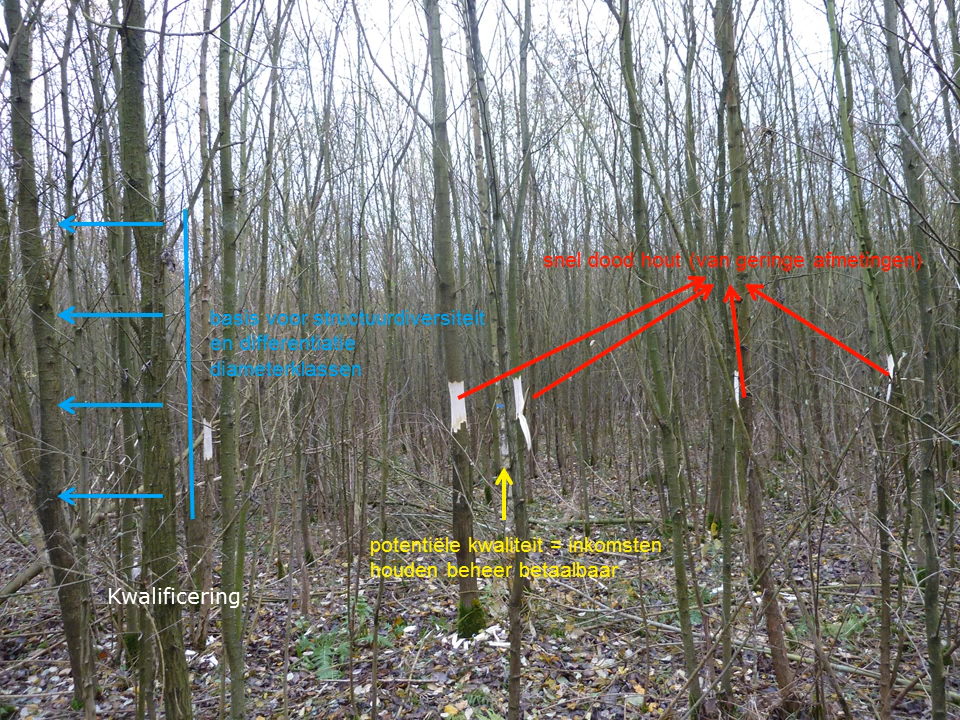 snel dood hout (van geringe afmetingen)
basis voor structuurdiversiteit
en differentiatie
diameterklassen
potentiële kwaliteit = inkomsten
houden beheer betaalbaar
Kwalificering